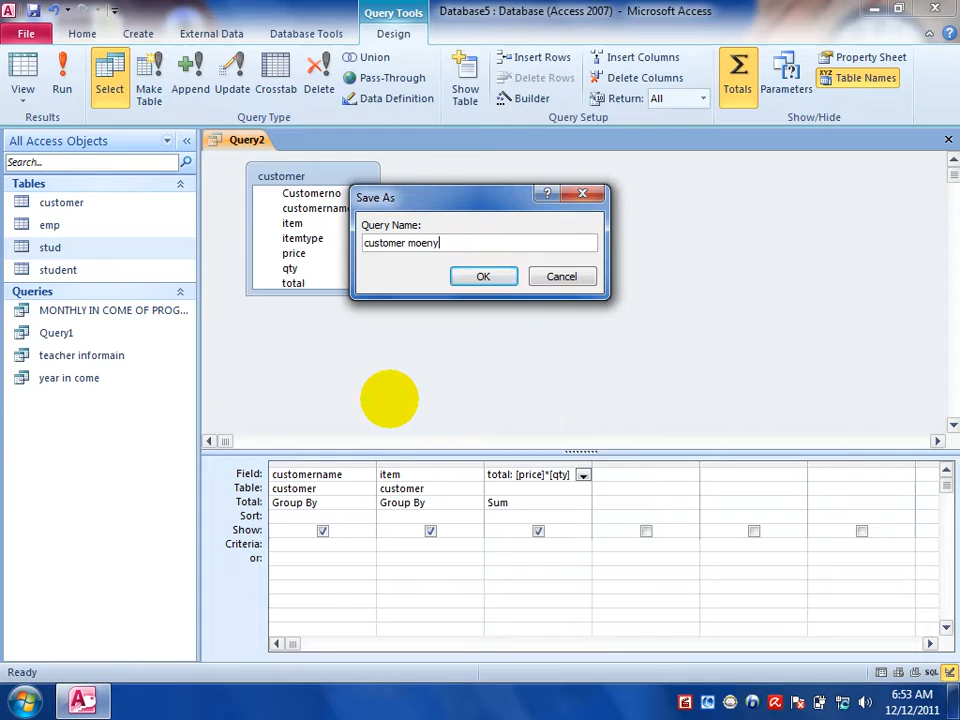 Query Tools
Database5 : Database (Access 2007) - Microsoft Access
File Home Create External Data Database Tools Design
View
Run
Select
Make Table
Append
Update
Crosstab
Delete
Union
Pass-Through
Data Definition
Show Table
Insert Rows
Delete Rows
Builder
Insert Columns
Delete Columns
Return: All
Totals
Parameters
Property Sheet
Table Names
Results
Query Type
Query Setup
Show/Hide
All Access Objects
Search...
Tables
customer
emp
stud
student
Queries
MONTHLY IN COME OF PROG...
Query1
teacher informain
year in come
Query2
customer
Customerno
customername
item
itemtype
price
qty
total
Save As
Query Name:
customer moeny
OK Cancel
Field: customername item total: [price]*[qty]
Table: customer customer
Total: Group By Group By Sum
Sort:
Show:
Criteria:
or:
Ready
SQL
6:53 AM
12/12/2011